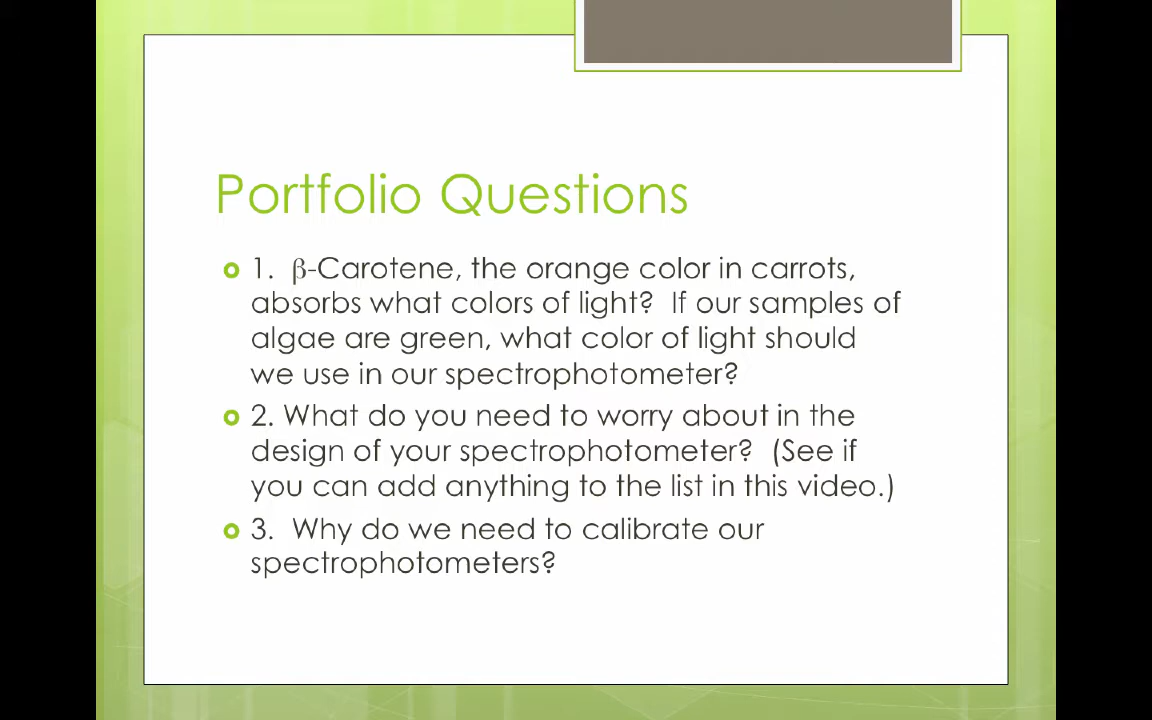 Portfolio Questions
1. β-Carotene, the orange color in carrots,
absorbs what colors of light? If our samples of
algae are green, what color of light should
we use in our spectrophotometer?
2. What do you need to worry about in the
design of your spectrophotometer? (See if
you can add anything to the list in this video.)
3. Why do we need to calibrate our
spectrophotometers?